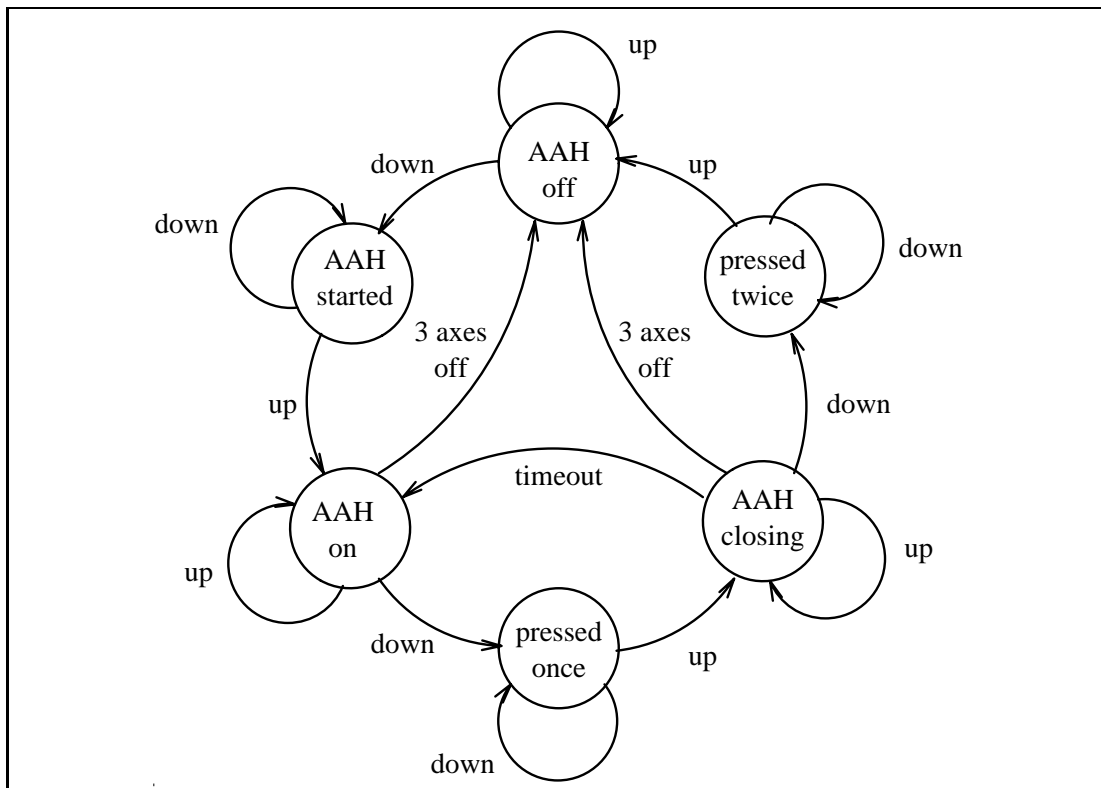 up
AAH
off
down
up
down
AAH
started
pressed
twice
down
3 axes
off
3 axes
off
up
down
timeout
AAH
on
AAH
closing
up
up
down
pressed
once
up
down